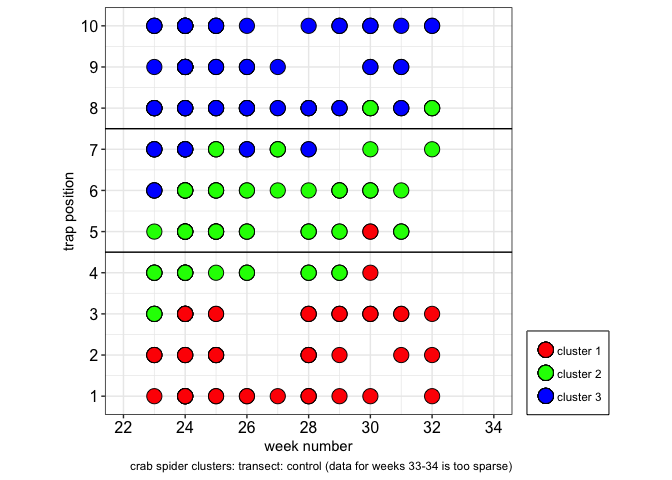 10
9
8
7
6
5
4
3
2
1
trap position
22 24 26 28 30 32 34
week number
cluster 1
cluster 2
cluster 3
crab spider clusters: transect: control (data for weeks 33-34 is too sparse)